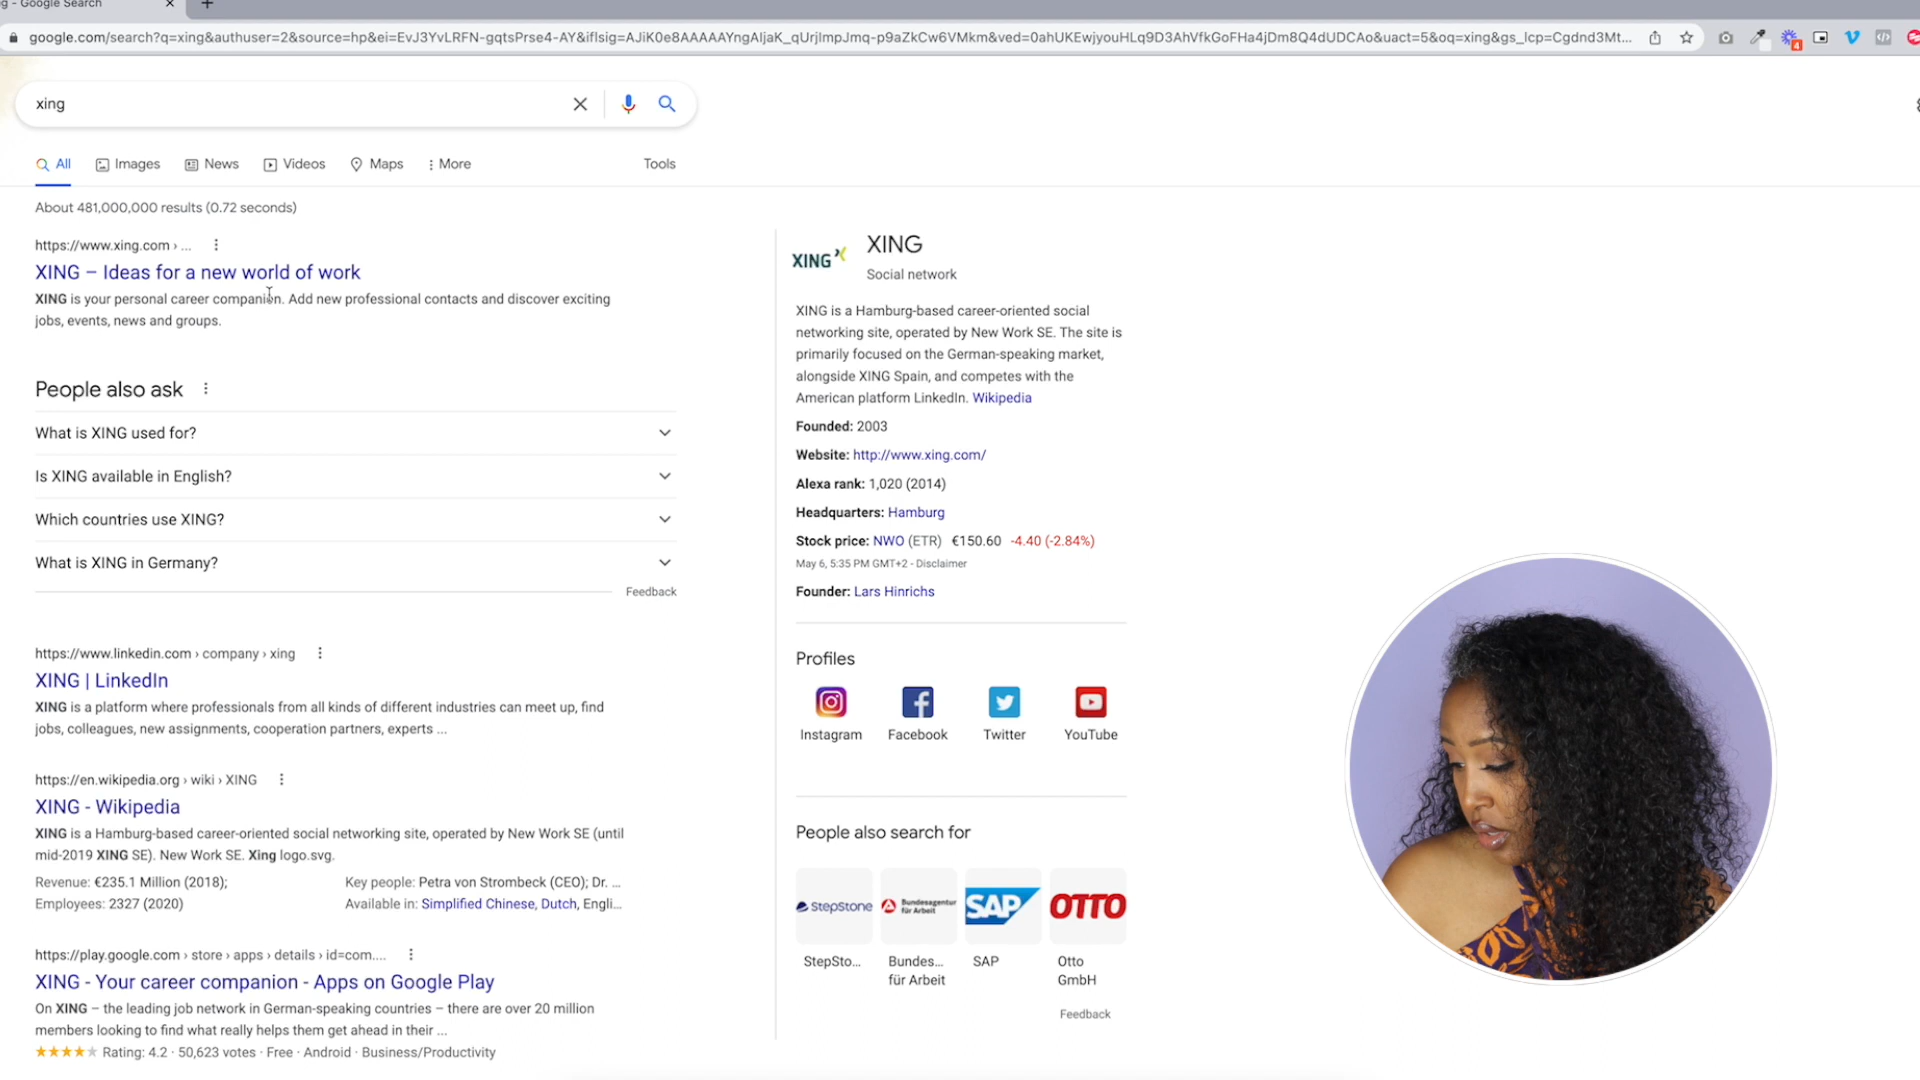 g - Google Search
google.com/search?q=xing&authuser=2&source=hp&ei=EvJ3YvLRFN-gqtsPrse4-AY&iflsig=AJiK0e8AAAAAYngAIjaK_qUrjlmpJmq-p9aZkCw6VMkm&ved=0ahUKEwjyouHLq9D3AhVfkGoFHa4jDm8Q4dUDCAo&uact=5&oq=xing&gs_lcp=Cgdnd3Mt...
4
xing
All
Images
News
Videos
Maps
More
Tools
About 481,000,000 results (0.72 seconds)
https://www.xing.com › ...
XING – Ideas for a new world of work
XING is your personal career companion. Add new professional contacts and discover exciting
jobs, events, news and groups.
People also ask
What is XING used for?
Is XING available in English?
Which countries use XING?
What is XING in Germany?
Feedback
https://www.linkedin.com › company › xing
XING | LinkedIn
XING is a platform where professionals from all kinds of different industries can meet up, find
jobs, colleagues, new assignments, cooperation partners, experts ...
https://en.wikipedia.org › wiki › XING
XING - Wikipedia
XING is a Hamburg-based career-oriented social networking site, operated by New Work SE (until
mid-2019 XING SE). New Work SE. Xing logo.svg.
Revenue: €235.1 Million (2018);
Key people: Petra von Strombeck (CEO); Dr. ...
Employees: 2327 (2020)
Available in: Simplified Chinese, Dutch, Engli...
https://play.google.com › store › apps › details › id=com....
XING - Your career companion - Apps on Google Play
On XING – the leading job network in German-speaking countries – there are over 20 million
members looking to find what really helps them get ahead in their ...
Rating: 4.2 · 50,623 votes · Free · Android · Business/Productivity
XING
XING
Social network
XING is a Hamburg-based career-oriented social
networking site, operated by New Work SE. The site is
primarily focused on the German-speaking market,
alongside XING Spain, and competes with the
American platform LinkedIn. Wikipedia
Founded: 2003
Website: http://www.xing.com/
Alexa rank: 1,020 (2014)
Headquarters: Hamburg
Stock price: NWO (ETR) €150.60 -4.40 (-2.84%)
May 6, 5:35 PM GMT+2 - Disclaimer
Founder: Lars Hinrichs
Profiles
Instagram
Facebook
Twitter
YouTube
People also search for
StepStone
Bundesagentur
für Arbeit
SAP
OTTO
StepSto...
Bundes...
für Arbeit
SAP
Otto
GmbH
Feedback